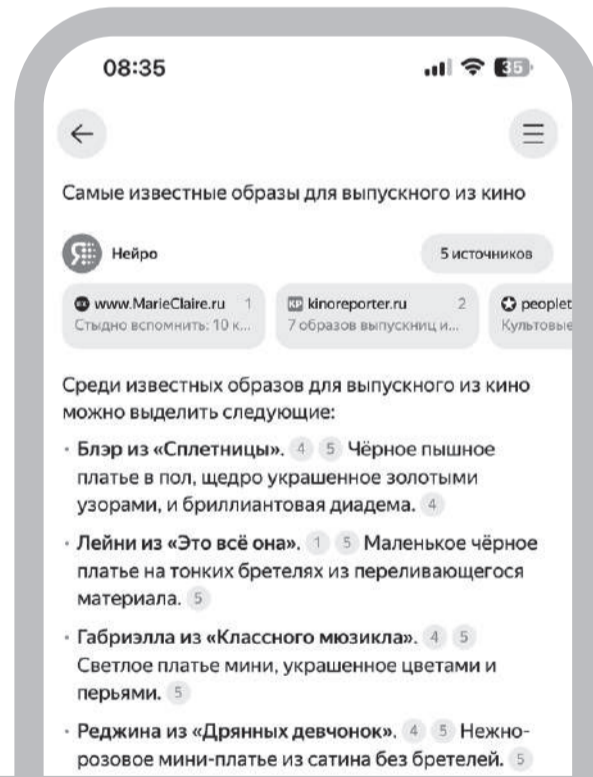 08:35
35
Самые известные образы для выпускного из кино
Нейро
5 источников
www.MarieClaire.ru 1
Стыдно вспомнить: 10 к...
KP kinoreporter.ru 2
7 образов выпускниц и...
peoplet
Культовые
Среди известных образов для выпускного из кино
можно выделить следующие:
• Блэр из «Сплетницы». 4 5 Чёрное пышное
платье в пол, щедро украшенное золотыми
узорами, и бриллиантовая диадема. 4
• Лейни из «Это всё она». 1 5 Маленькое чёрное
платье на тонких бретелях из переливающегося
материала. 5
• Габриэлла из «Классного мюзикла». 4 5
Светлое платье мини, украшенное цветами и
перьями. 5
• Реджина из «Дрянных девчонок». 4 5 Нежно-
розовое мини-платье из сатина без бретелей. 5